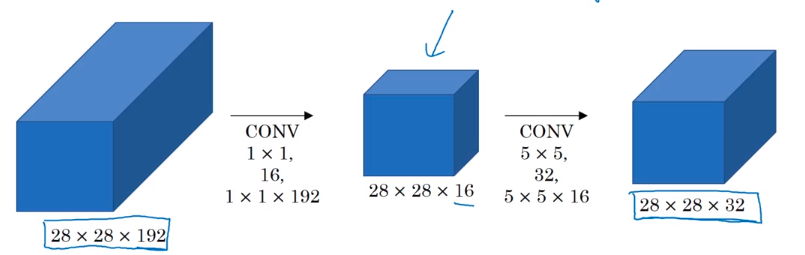 CONV
1 × 1,
16,
1 × 1 × 192
CONV
5 × 5,
32,
5 × 5 × 16
28 × 28 × 192
28 × 28 × 16
28 × 28 × 32